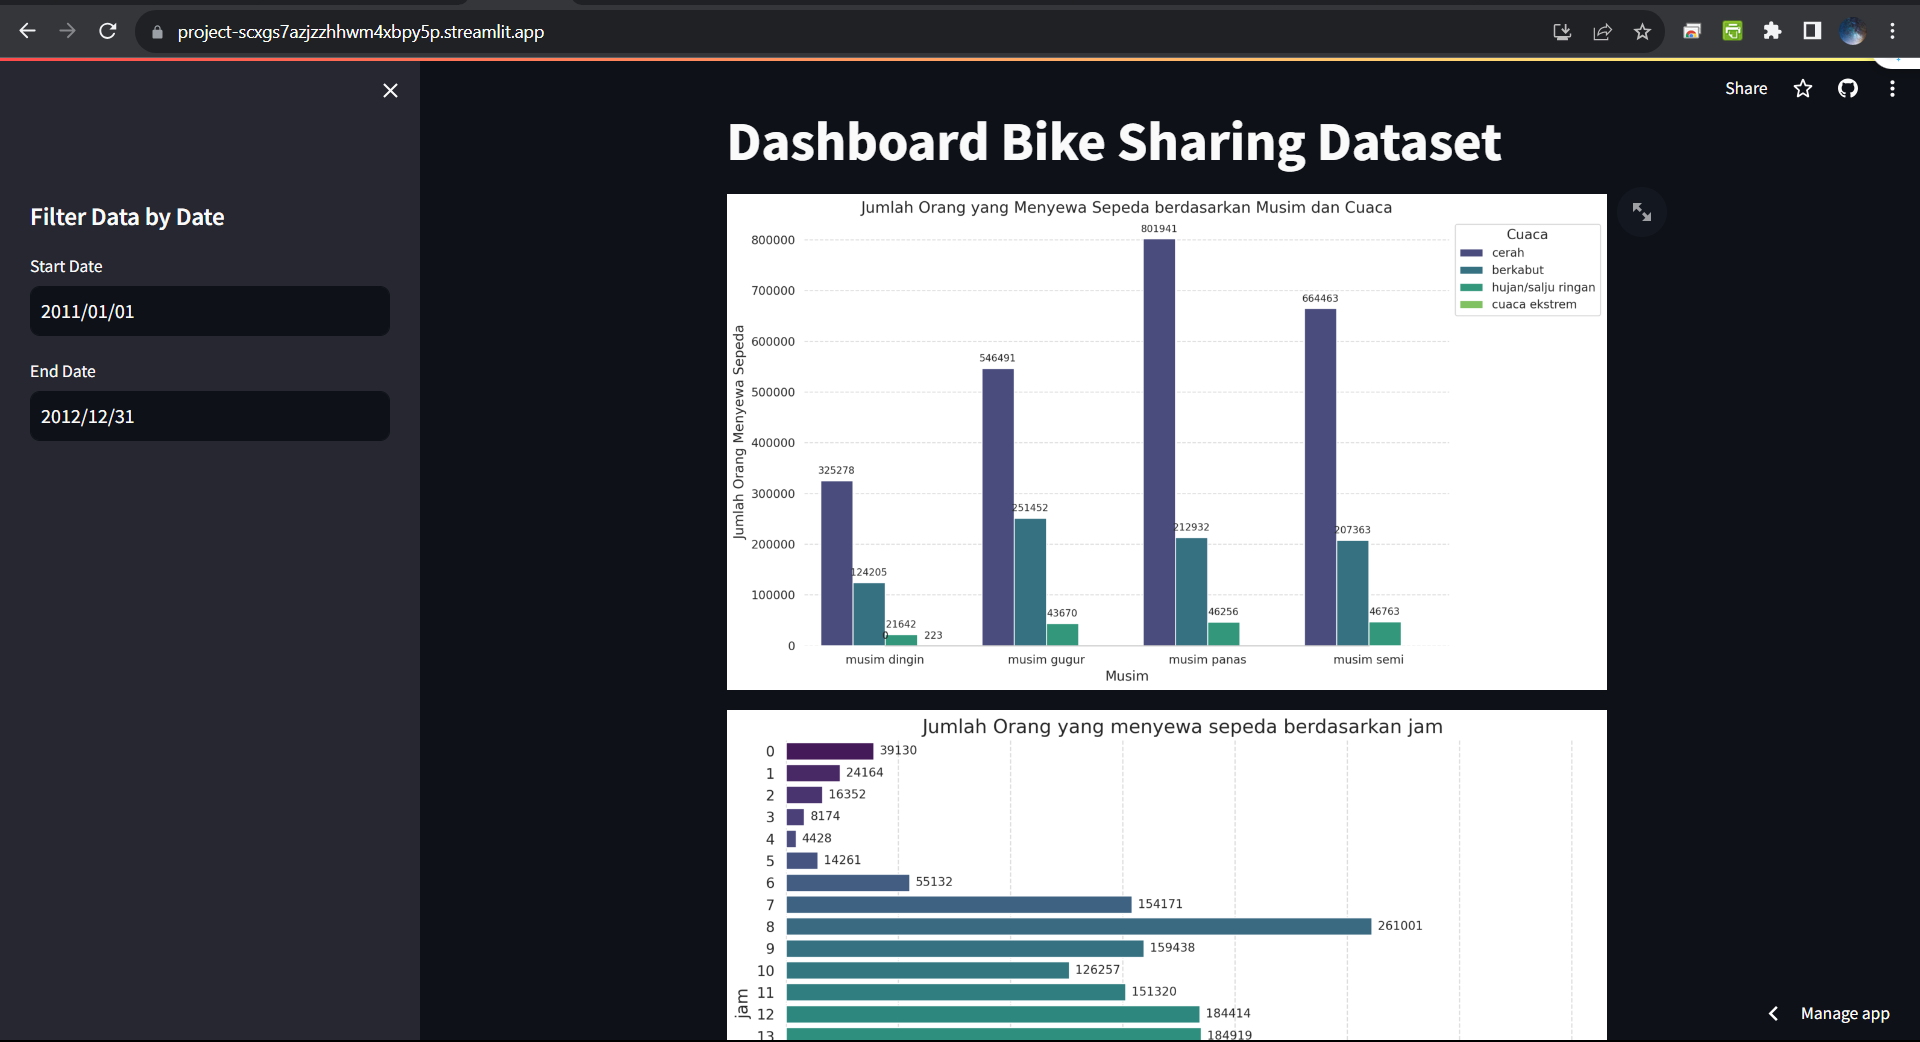 project-scxgs7azjzzhhwm4xbpy5p.streamlit.app
Share
Filter Data by Date
Start Date
2011/01/01
End Date
2012/12/31
Dashboard Bike Sharing Dataset
Jumlah Orang yang Menyewa Sepeda berdasarkan Musim dan Cuaca
Jumlah Orang Menyewa Sepeda
800000
700000
600000
500000
400000
300000
200000
100000
0
325278
124205
21642
0
223
546491
251452
43670
801941
212932
46256
664463
207363
46763
musim dingin
musim gugur
musim panas
musim semi
Musim
Cuaca
cerah
berkabut
hujan/salju ringan
cuaca ekstrem
Jumlah Orang yang menyewa sepeda berdasarkan jam
jam
0 39130
1 24164
2 16352
3 8174
4 4428
5 14261
6 55132
7 154171
8 261001
9 159438
10 126257
11 151320
12 184414
13 184919
Manage app